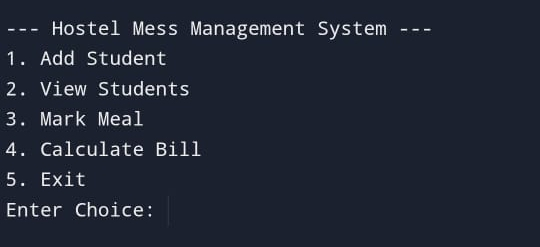 --- Hostel Mess Management System ---
1. Add Student
2. View Students
3. Mark Meal
4. Calculate Bill
5. Exit
Enter Choice: